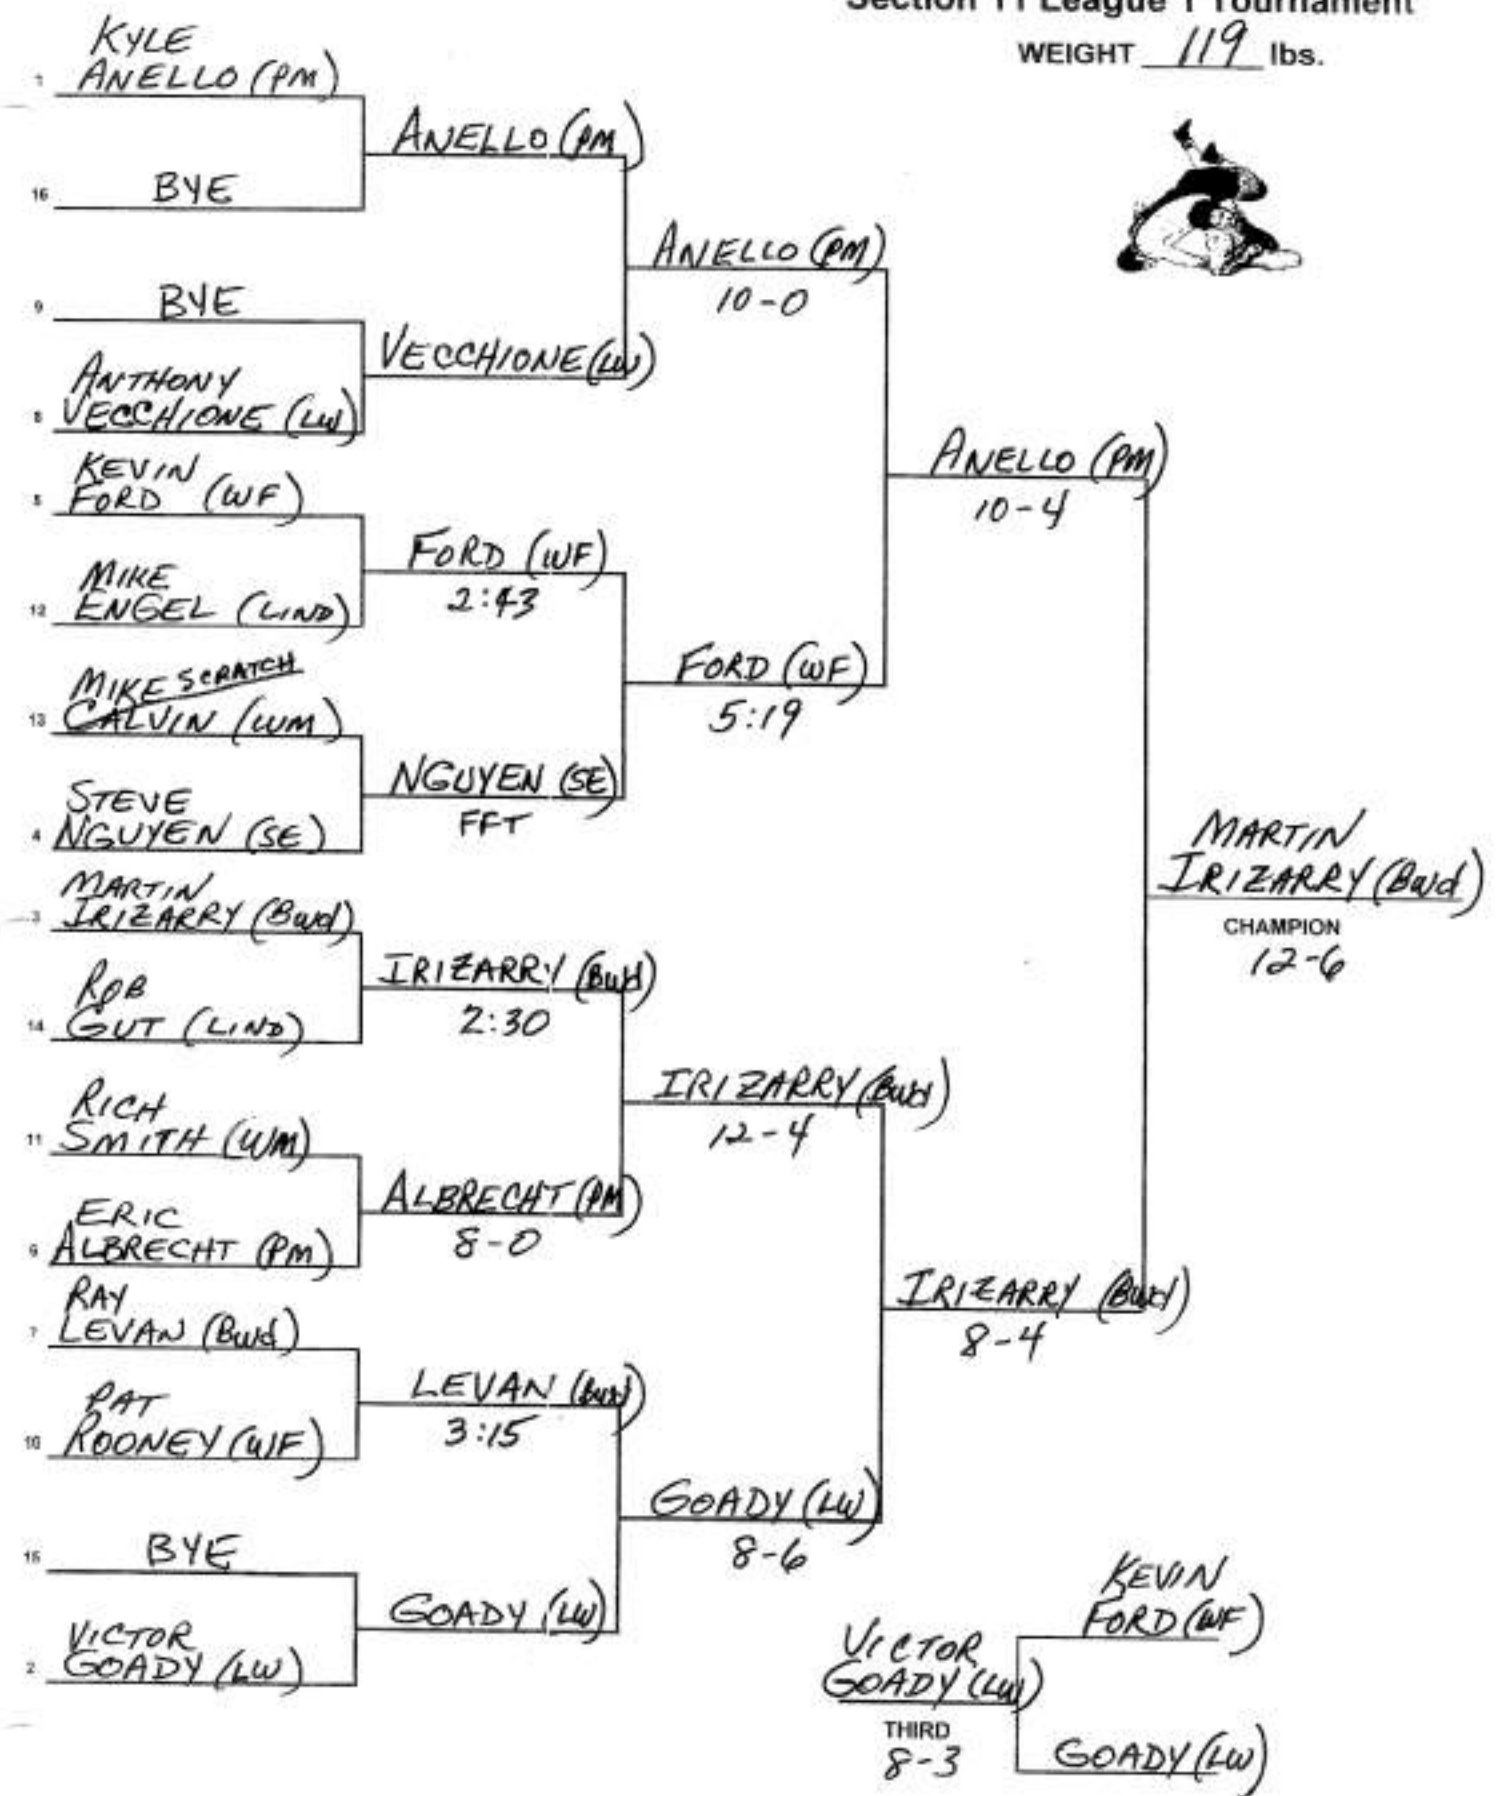 Section 11 League 1 Tournament
WEIGHT 119 lbs.
KYLE
1 ANELLO (PM)
ANELLO (PM)
16 BYE
ANELLO (PM)
10-0
9 BYE
VECCHIONE (LW)
ANTHONY
8 VECCHIONE (LW)
ANELLO (PM)
10-4
KEVIN
5 FORD (WF)
FORD (WF)
2:43
MIKE
12 ENGEL (LIND)
FORD (WF)
5:19
MIKE SCRATCH
13 CALVIN (WM)
NGUYEN (SE)
FFT
STEVE
4 NGUYEN (SE)
MARTIN
IRIZARRY (Bwd)
CHAMPION
12-6
MARTIN
3 IRIZARRY (Bwd)
IRIZARRY (Bwd)
2:30
ROB
14 GUT (LIND)
IRIZARRY (Bwd)
12-4
RICH
11 SMITH (WM)
ALBRECHT (PM)
8-0
ERIC
6 ALBRECHT (PM)
IRIZARRY (Bwd)
8-4
RAY
7 LEVAN (Bwd)
LEVAN (Bwd)
3:15
PAT
10 ROONEY (WF)
GOADY (LW)
8-6
15 BYE
GOADY (LW)
VICTOR
2 GOADY (LW)
KEVIN
FORD (WF)
VICTOR
GOADY (LW)
THIRD
8-3
GOADY (LW)